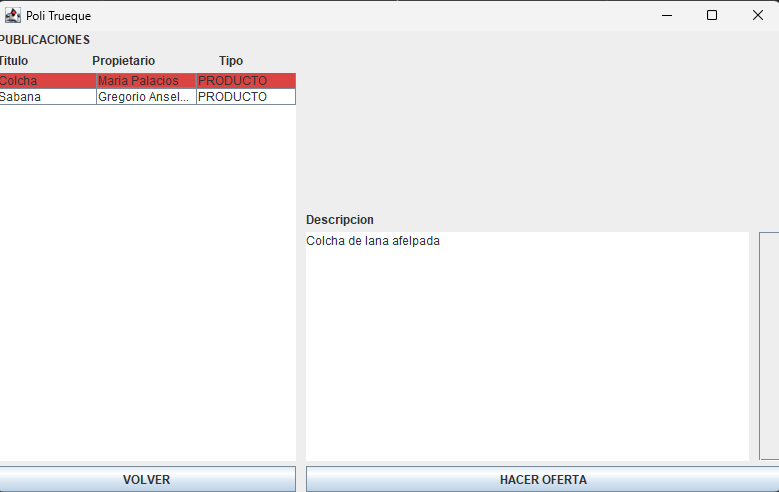 Poli Trueque
PUBLICACIONES
Titulo Propietario Tipo
Colcha Maria Palacios PRODUCTO
Sabana Gregorio Ansel... PRODUCTO
Descripcion
Colcha de lana afelpada
VOLVER HACER OFERTA